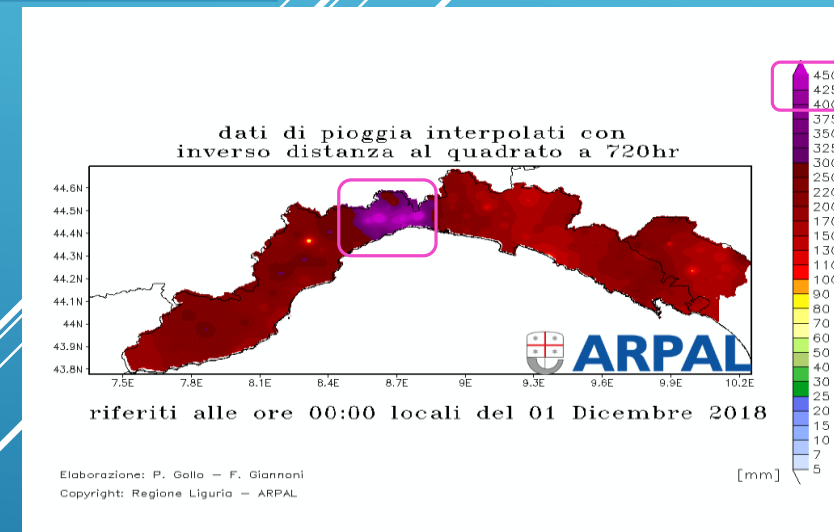 dati di pioggia interpolati con
inverso distanza al quadrato a 720hr
44.6N
44.5N
44.4N
44.3N
44.2N
44.1N
44N
43.9N
43.8N
7.5E 7.8E 8.1E 8.4E 8.7E 9E 9.3E 9.6E 9.9E 10.2E
ARPAL
riferiti alle ore 00:00 locali del 01 Dicembre 2018
Elaborazione: P. Gollo – F. Giannoni
Copyright: Regione Liguria – ARPAL
450
425
400
375
350
325
300
250
220
200
170
150
130
110
100
90
80
70
60
50
40
30
25
20
15
10
7
5
[mm]